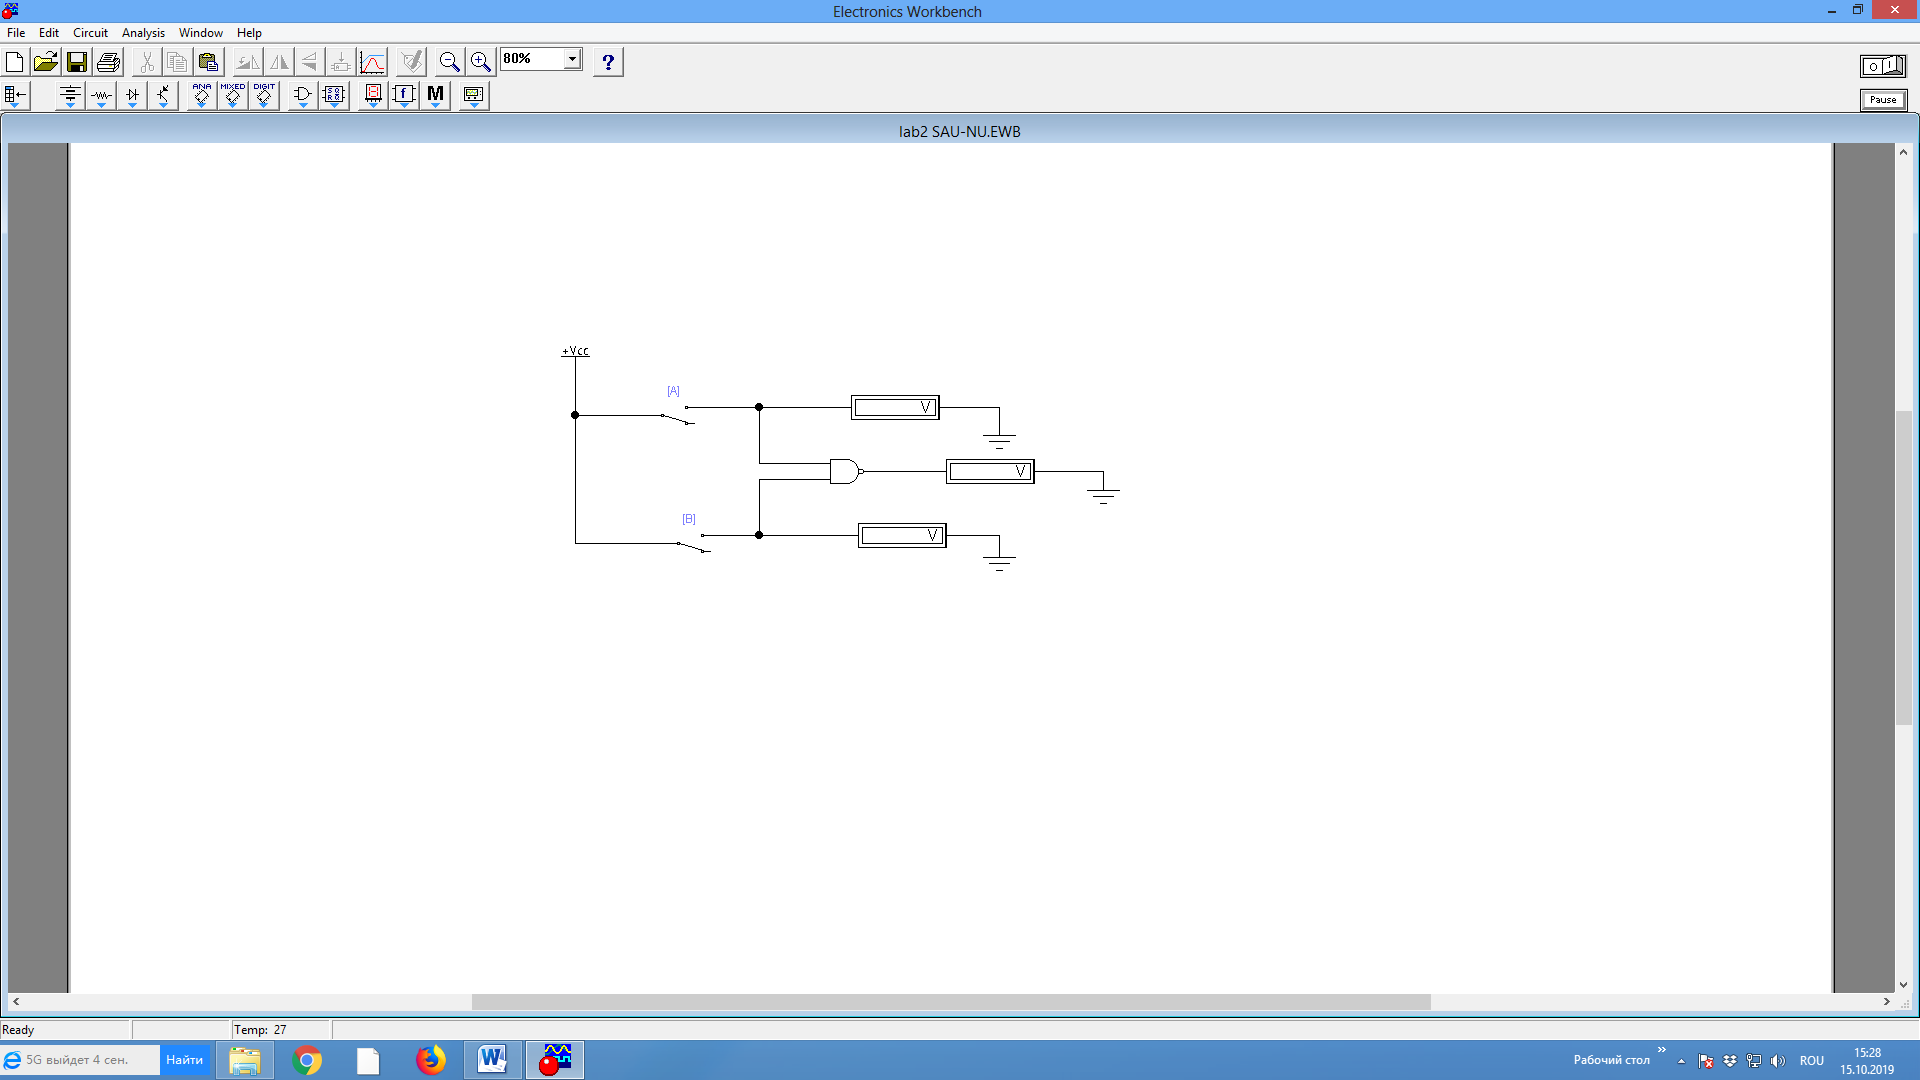 Electronics Workbench
File Edit Circuit Analysis Window Help
80%
?
Pause
ANA MIXED DIGIT
f M
lab2 SAU-NU.EWB
+Vcc
[A]
V
V
[B]
V
Ready Temp: 27
5G выйдет 4 сен. Найти Рабочий стол ROU 15:28
15.10.2019